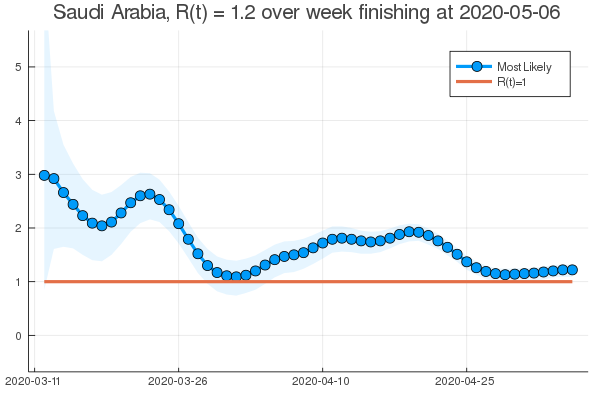 Saudi Arabia, R(t) = 1.2 over week finishing at 2020-05-06
Most Likely
R(t)=1
5
4
3
2
1
0
2020-03-11 2020-03-26 2020-04-10 2020-04-25